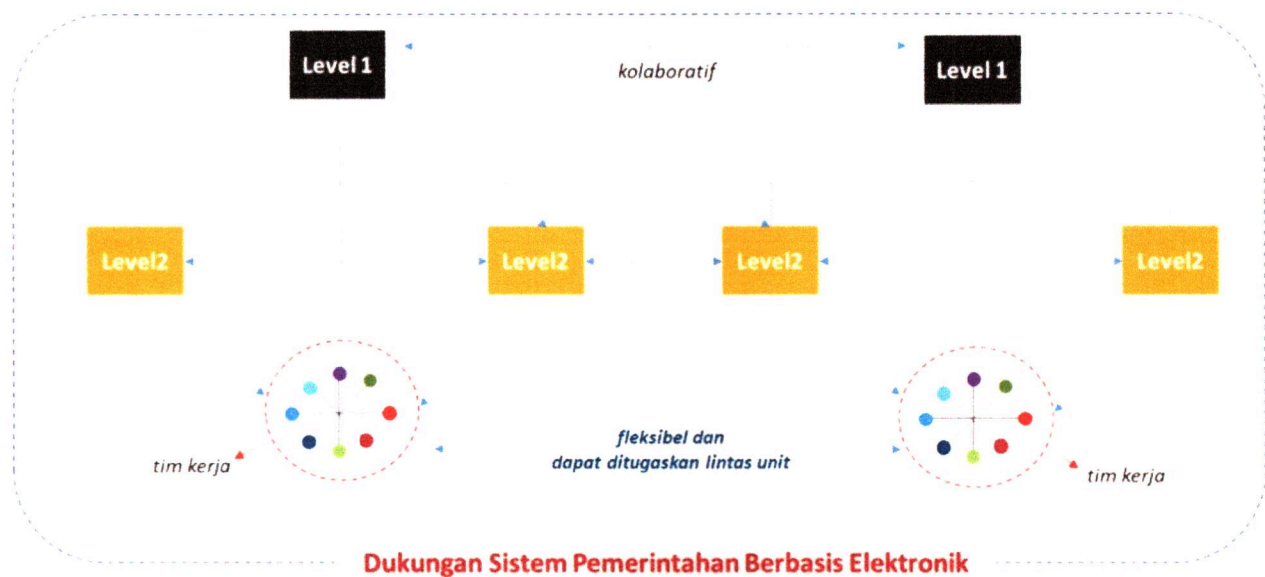 Level 1
kolaboratif
Level 1
Level2
Level2
Level2
Level2
fleksibel dan
dapat ditugaskan lintas unit
tim kerja
tim kerja
Dukungan Sistem Pemerintahan Berbasis Elektronik